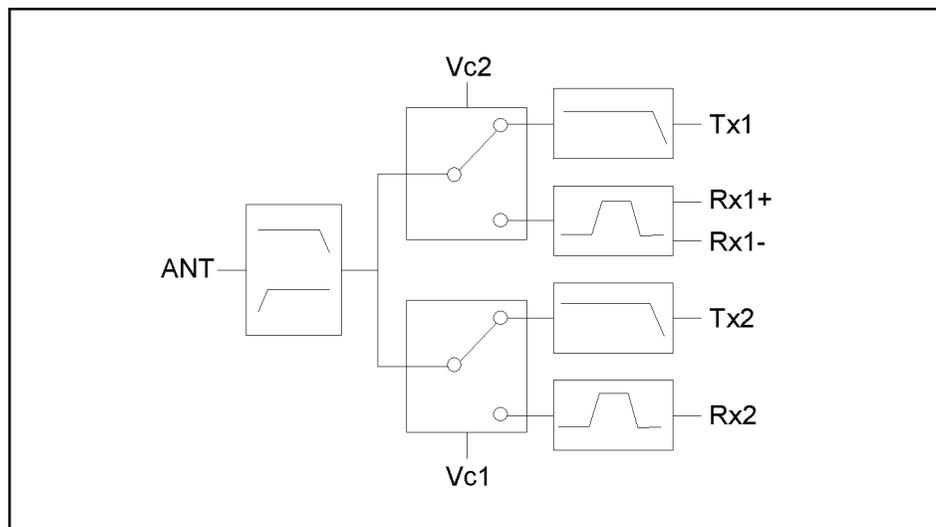 Vc2
Tx1
Rx1+
Rx1-
ANT
Tx2
Rx2
Vc1